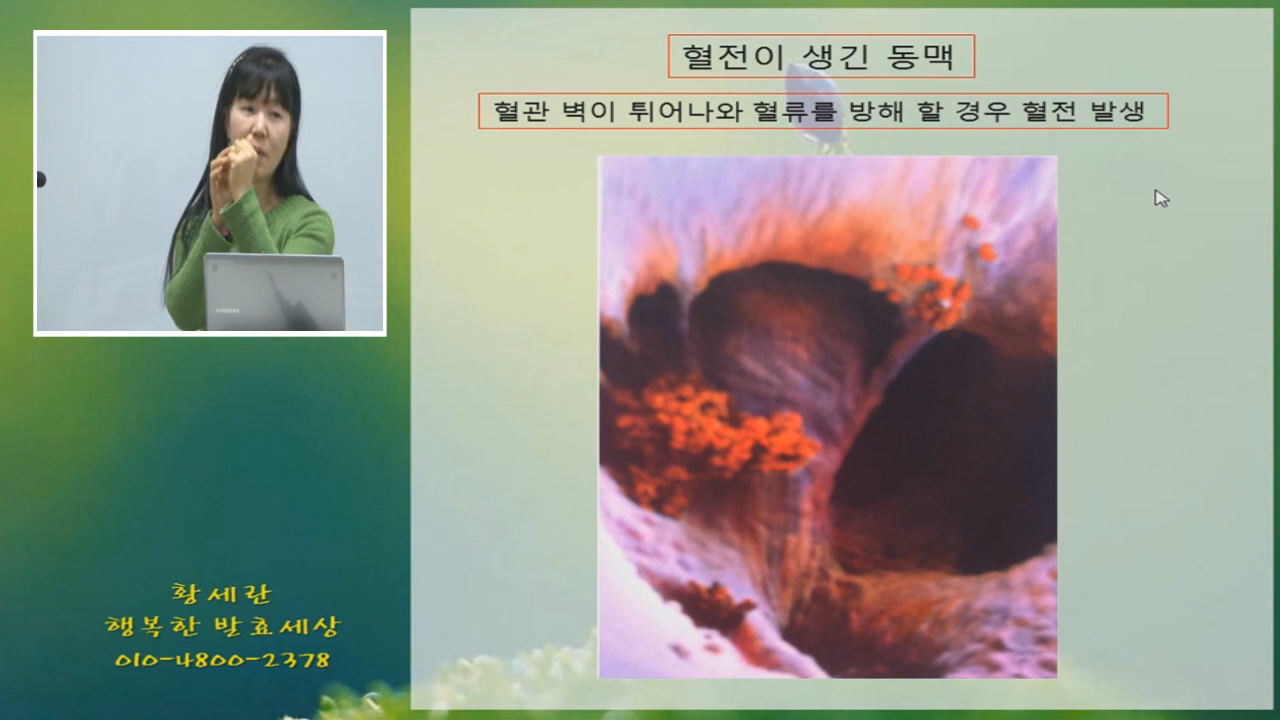 혈전이 생긴 동맥
혈관 벽이 튀어나와 혈류를 방해 할 경우 혈전 발생
SAMSUNG
황세란
행복한 발효세상
010-4800-2378